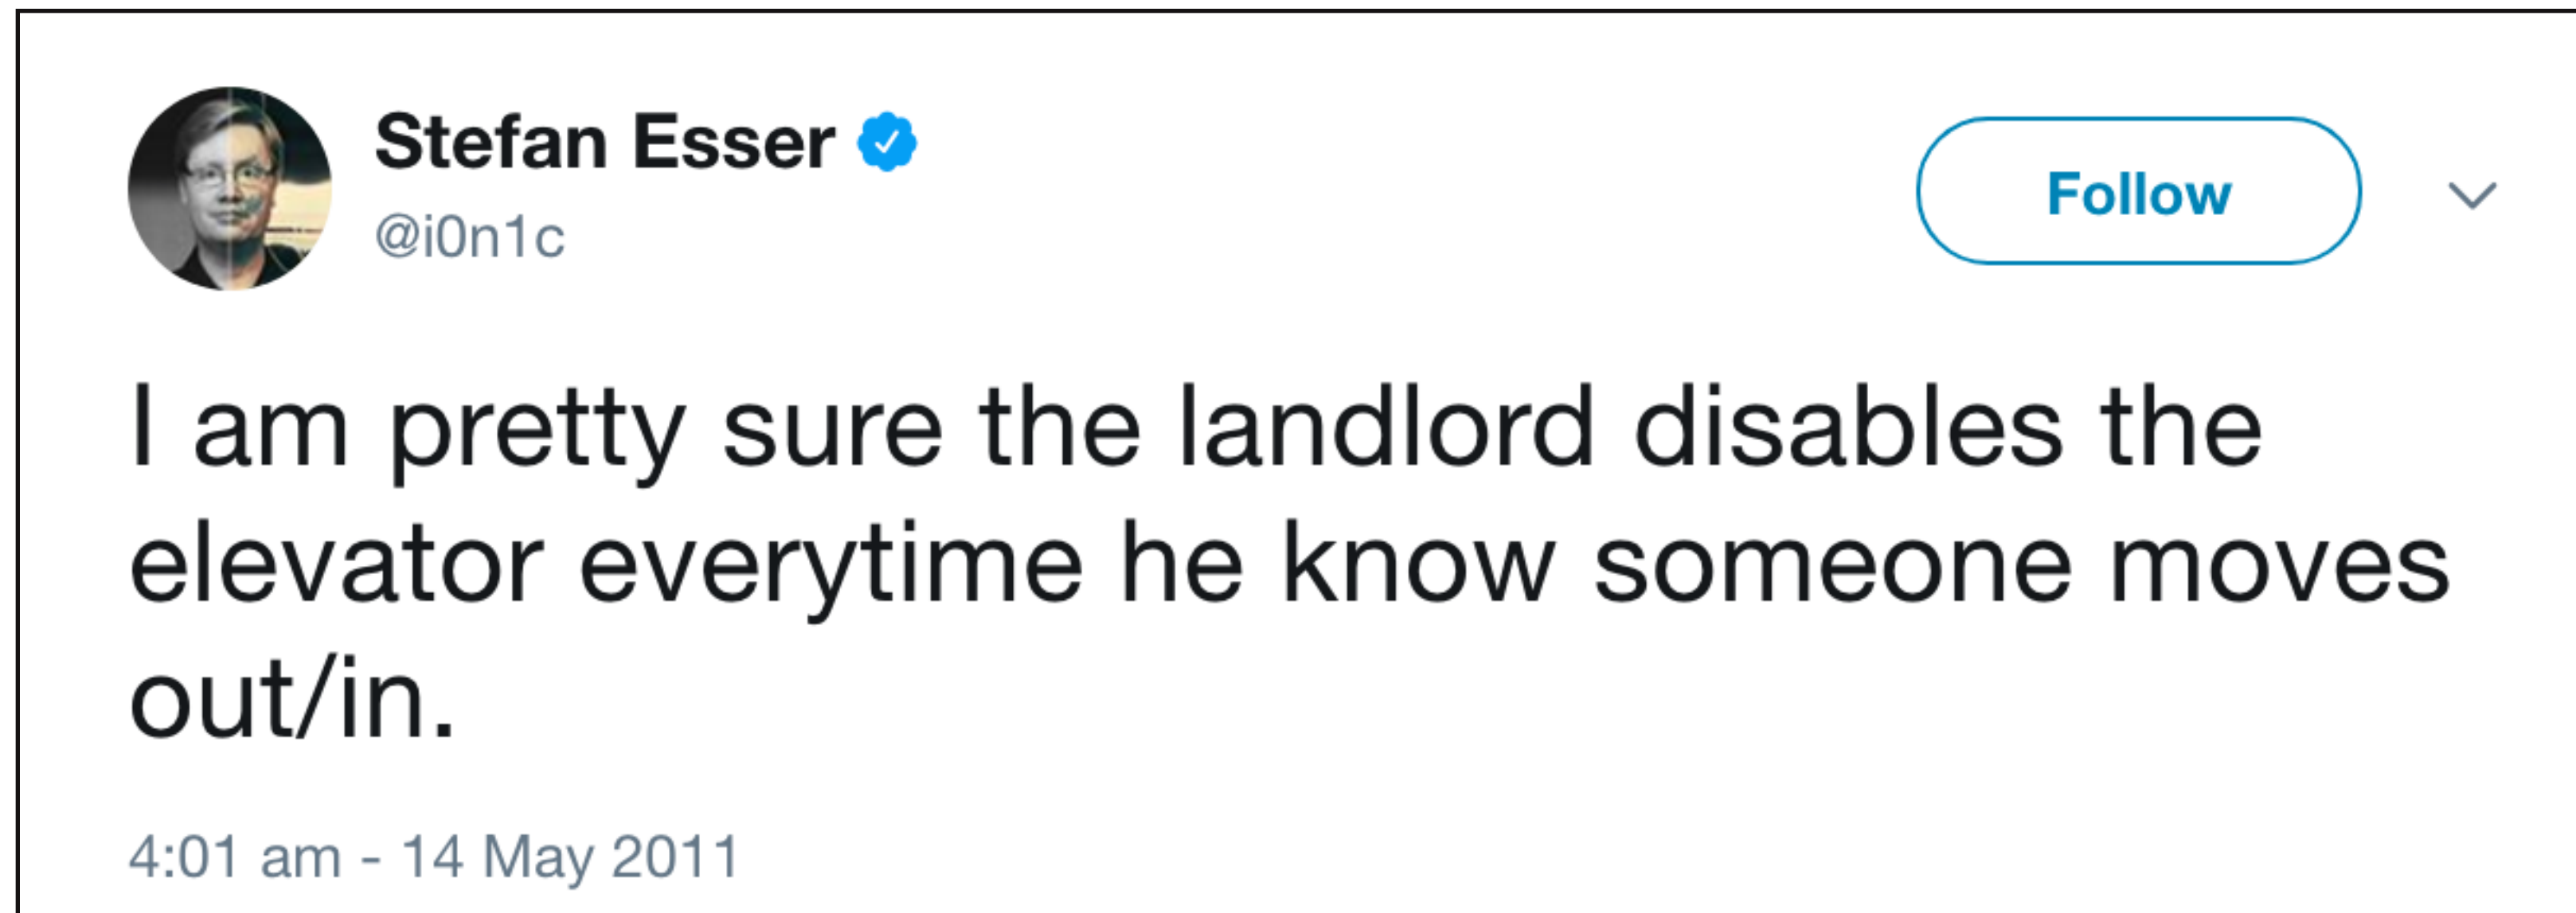 Stefan Esser
@i0n1c
Follow
I am pretty sure the landlord disables the
elevator everytime he know someone moves
out/in.
4:01 am - 14 May 2011